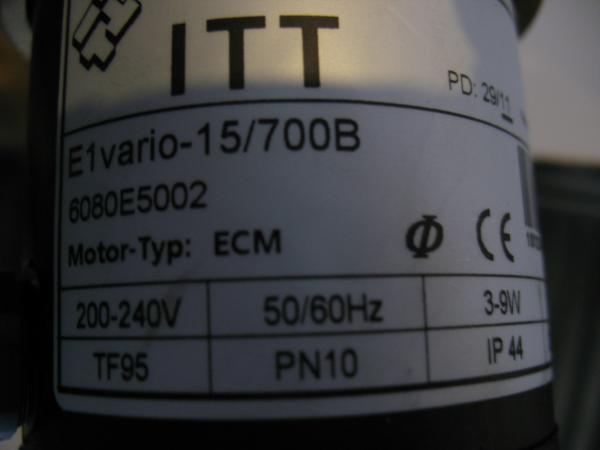 ITT
PD: 29/11
E1vario-15/700B
6080E5002
Motor-Typ: ECM Φ CE
200-240V 50/60Hz 3-9W
TF95 PN10 IP 44